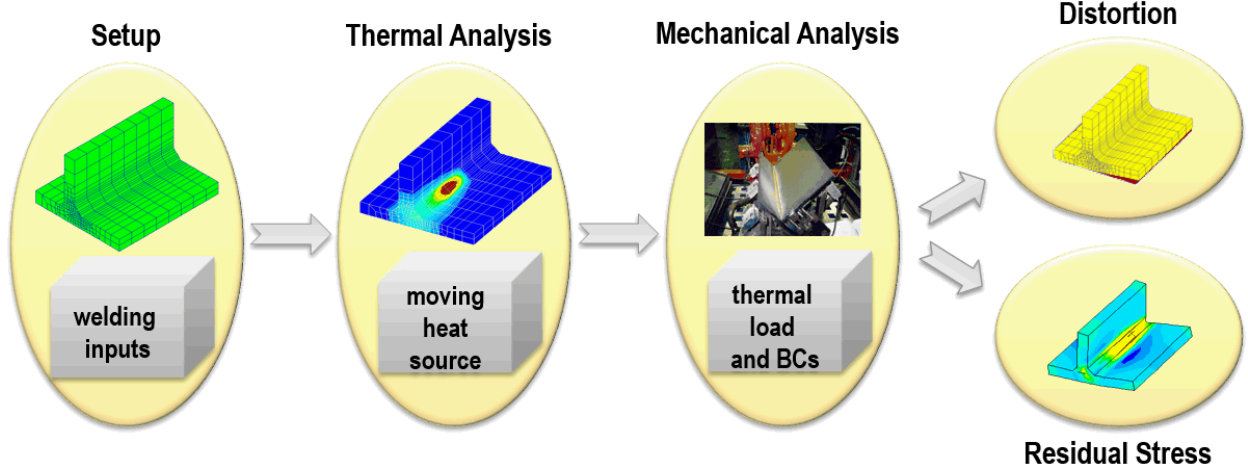 Setup
welding
inputs
Thermal Analysis
moving
heat
source
Mechanical Analysis
thermal
load
and BCs
Distortion
Residual Stress